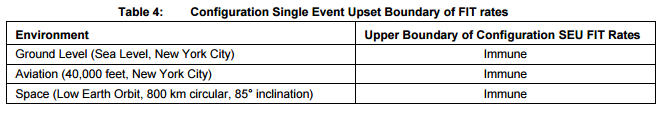 Table 4: Configuration Single Event Upset Boundary of FIT rates
Environment Upper Boundary of Configuration SEU FIT Rates
Ground Level (Sea Level, New York City) Immune
Aviation (40,000 feet, New York City) Immune
Space (Low Earth Orbit, 800 km circular, 85° inclination) Immune